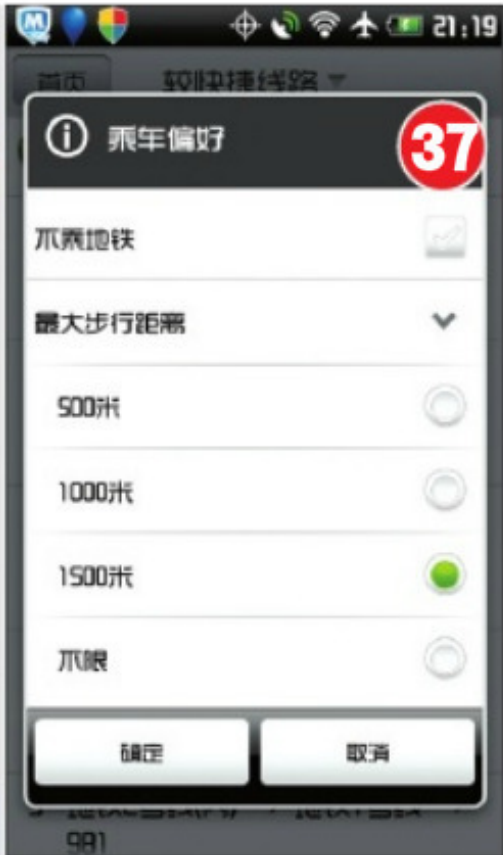 21:19
首页 较快捷线路
乘车偏好
37
不乘地铁
最大步行距离
500米
1000米
1500米
不限
确定 取消
981